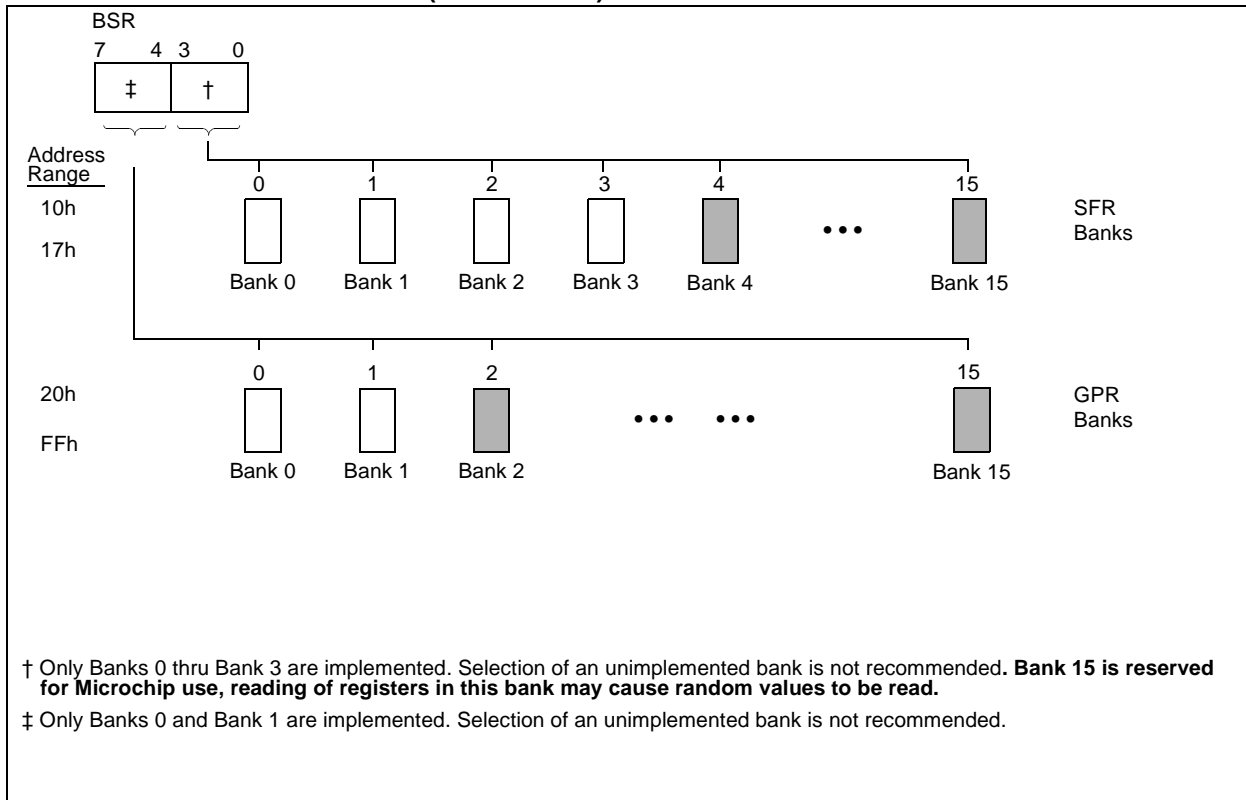 BSR
7 4 3 0
‡ †
Address
Range
0 1 2 3 4 15
10h
17h
• • •
SFR
Banks
Bank 0 Bank 1 Bank 2 Bank 3 Bank 4 Bank 15
0 1 2 15
20h
FFh
• • • • • •
GPR
Banks
Bank 0 Bank 1 Bank 2 Bank 15
† Only Banks 0 thru Bank 3 are implemented. Selection of an unimplemented bank is not recommended. Bank 15 is reserved
for Microchip use, reading of registers in this bank may cause random values to be read.
‡ Only Banks 0 and Bank 1 are implemented. Selection of an unimplemented bank is not recommended.